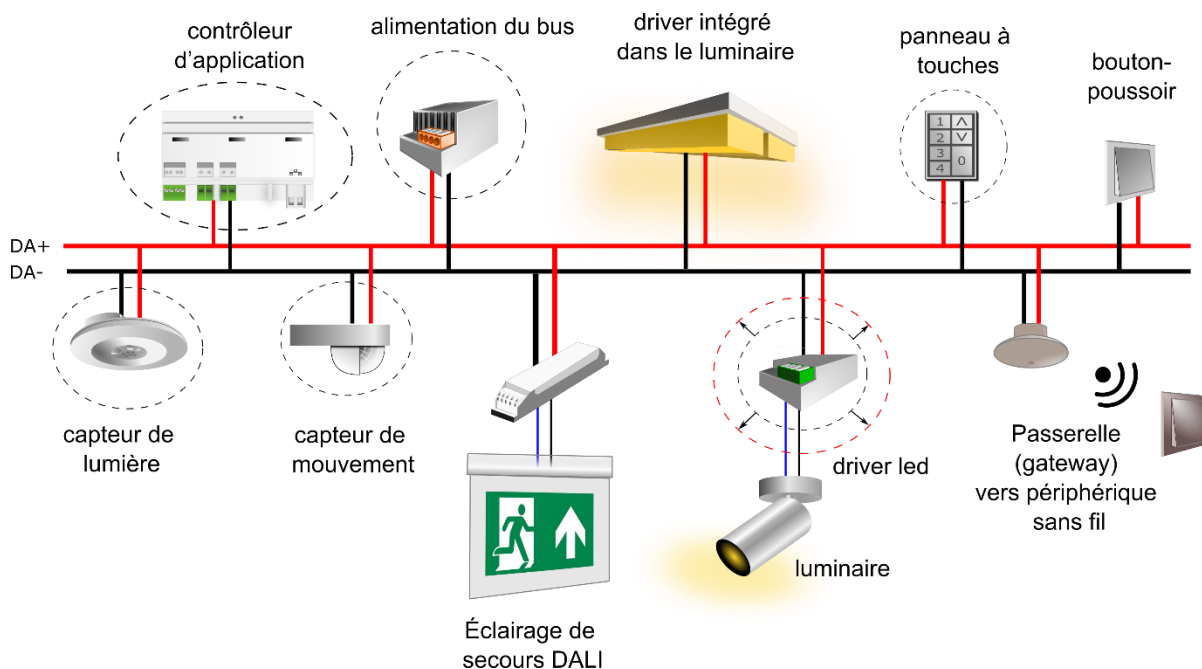 contrôleur
d'application
alimentation du bus
driver intégré
dans le luminaire
panneau à
touches
bouton-
poussoir
1
2
3
4
0
DA+
DA-
capteur de
lumière
capteur de
mouvement
driver led
Passerelle
(gateway)
vers périphérique
sans fil
luminaire
Éclairage de
secours DALI